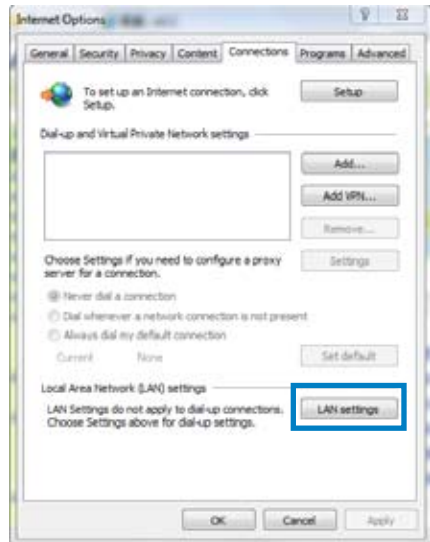 Internet Options
General Security Privacy Content Connections Programs Advanced
To set up an Internet connection, click
Setup.
Setup
Dial-up and Virtual Private Network settings
Add...
Add VPN...
Remove...
Choose Settings if you need to configure a proxy
server for a connection.
Settings
Never dial a connection
Dial whenever a network connection is not present
Always dial my default connection
Current None
Set default
Local Area Network (LAN) settings
LAN Settings do not apply to dial-up connections.
Choose Settings above for dial-up settings.
LAN settings
OK Cancel Apply